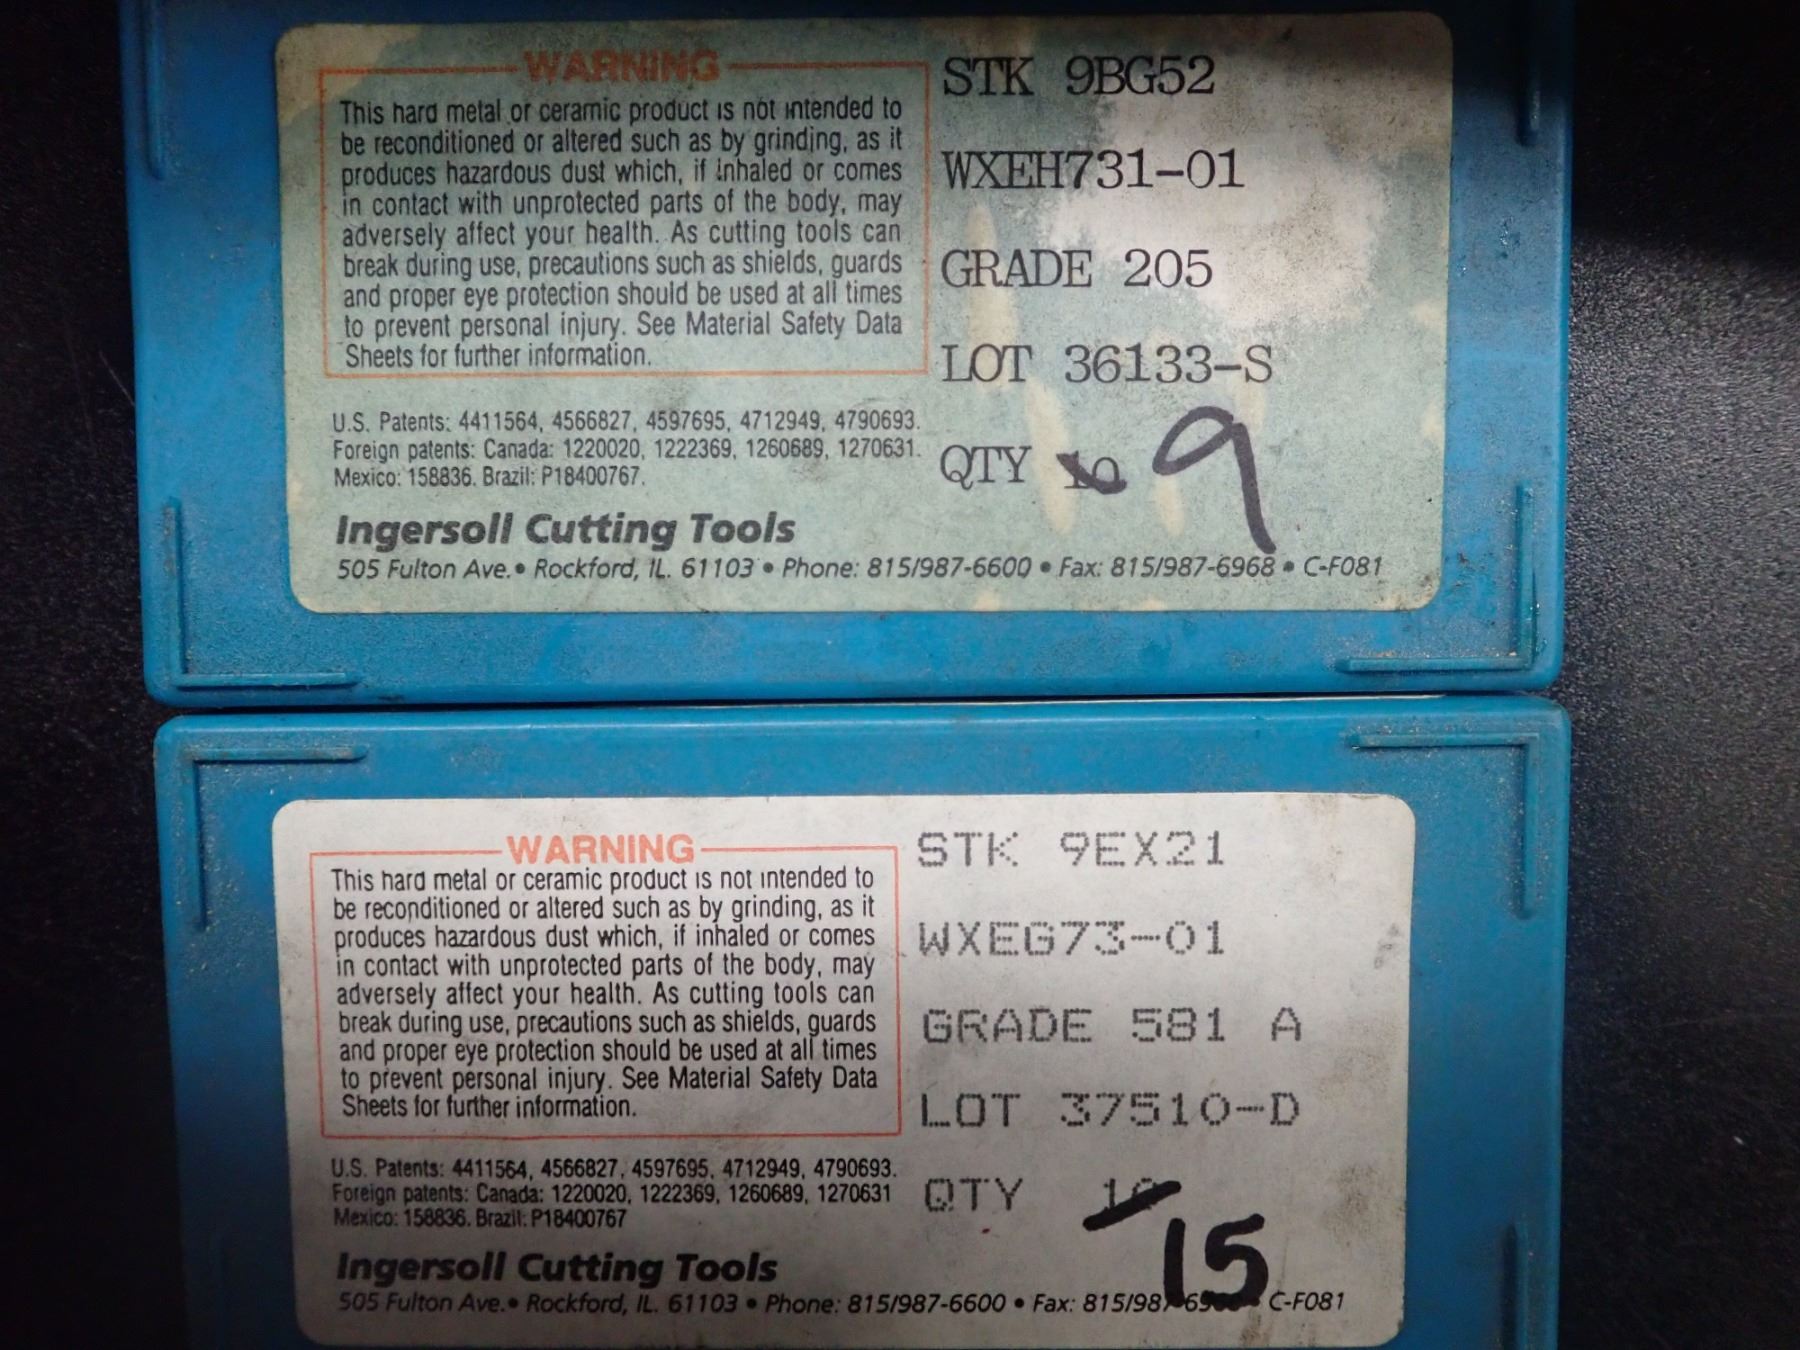 WARNING
This hard metal or ceramic product is not intended to
be reconditioned or altered such as by grinding, as it
produces hazardous dust which, if inhaled or comes
in contact with unprotected parts of the body, may
adversely affect your health. As cutting tools can
break during use, precautions such as shields, guards
and proper eye protection should be used at all times
to prevent personal injury. See Material Safety Data
Sheets for further information.
U.S. Patents: 4411564, 4566827, 4597695, 4712949, 4790693.
Foreign patents: Canada: 1220020, 1222369, 1260689, 1270631.
Mexico: 158836. Brazil: P18400767.
STK 9BG52
WXEH731-01
GRADE 205
LOT 36133-S
QTY 10 9
Ingersoll Cutting Tools
505 Fulton Ave. • Rockford, IL. 61103 • Phone: 815/987-6600 • Fax: 815/987-6968 • C-F081
WARNING
This hard metal or ceramic product is not intended to
be reconditioned or altered such as by grinding, as it
produces hazardous dust which, if inhaled or comes
in contact with unprotected parts of the body, may
adversely affect your health. As cutting tools can
break during use, precautions such as shields, guards
and proper eye protection should be used at all times
to prevent personal injury. See Material Safety Data
Sheets for further information.
U.S. Patents: 4411564, 4566827, 4597695, 4712949, 4790693.
Foreign patents: Canada: 1220020, 1222369, 1260689, 1270631
Mexico: 158836. Brazil: P18400767
STK 9EX21
WXEG73-01
GRADE 581 A
LOT 37510-D
QTY 15
Ingersoll Cutting Tools
505 Fulton Ave. • Rockford, IL. 61103 • Phone: 815/987-6600 • Fax: C-F081